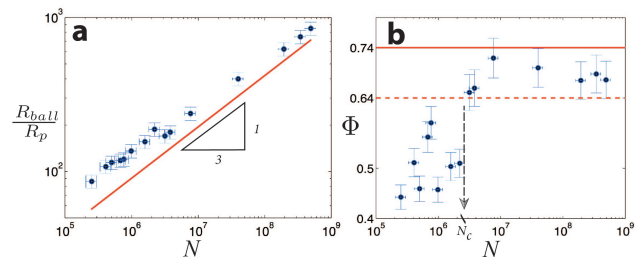 a
10³
10²
R_ball
R_p
1
3
10⁵ 10⁶ 10⁷ 10⁸ 10⁹
N
b
0.74
0.64
Φ
0.5
0.4
N_c
10⁵ 10⁶ 10⁷ 10⁸ 10⁹
N